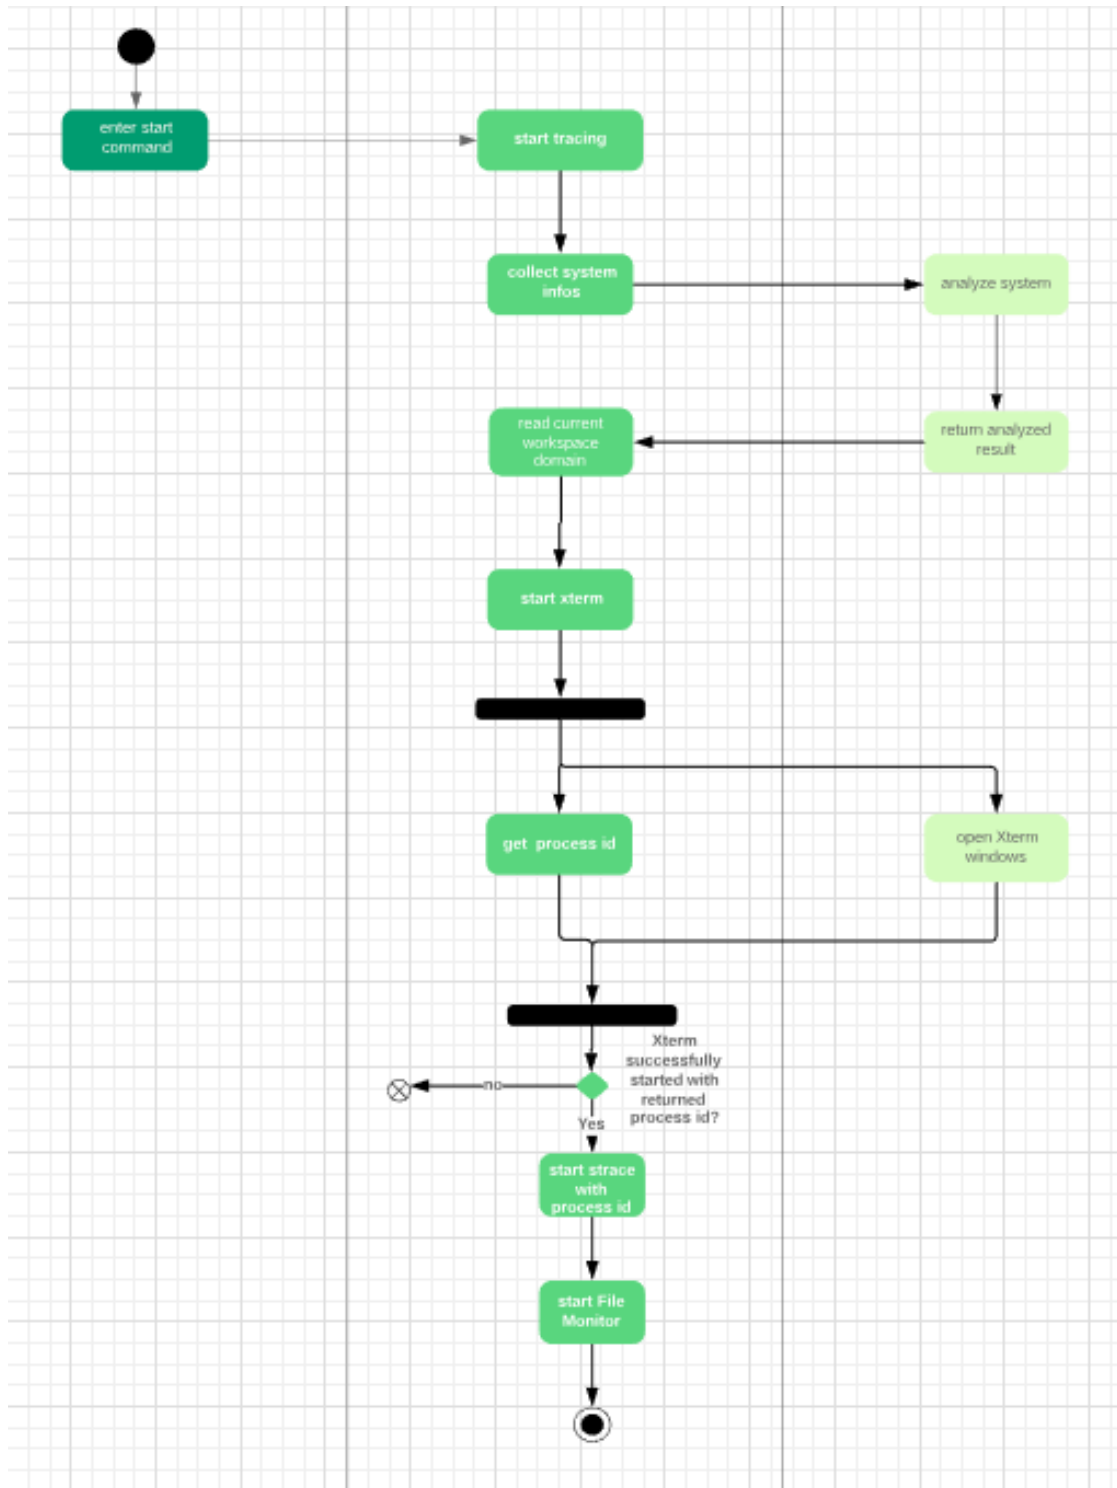 enter start
command
start tracing
collect system
infos
analyze system
read current
workspace
domain
return analyzed
result
start xterm
get process id
open Xterm
windows
Xterm
successfully
started with
returned
process id?
no
Yes
start strace
with
process id
start File
Monitor